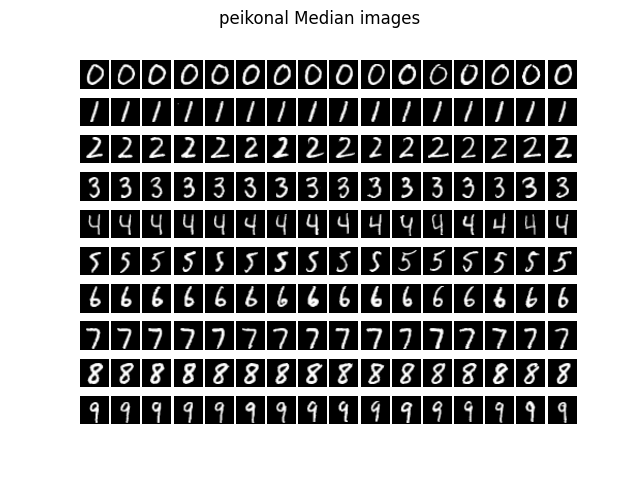 peikonal Median images
0 0 0 0 0 0 0 0 0 0 0 0 0 0 0 0
1 1 1 1 1 1 1 1 1 1 1 1 1 1 1 1
2 2 2 2 2 2 2 2 2 2 2 2 2 2 2 2
3 3 3 3 3 3 3 3 3 3 3 3 3 3 3 3
4 4 4 4 4 4 4 4 4 4 4 4 4 4 4 4
5 5 5 5 5 5 5 5 5 5 5 5 5 5 5 5
6 6 6 6 6 6 6 6 6 6 6 6 6 6 6 6
7 7 7 7 7 7 7 7 7 7 7 7 7 7 7 7
8 8 8 8 8 8 8 8 8 8 8 8 8 8 8 8
9 9 9 9 9 9 9 9 9 9 9 9 9 9 9 9